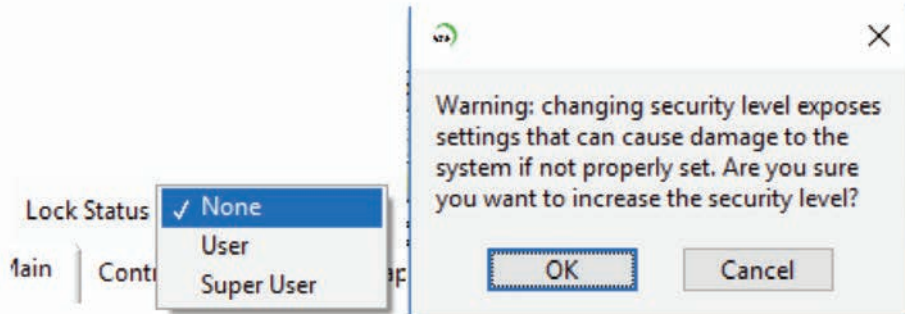 Lock Status
✓ None
User
Super User
Main
Warning: changing security level exposes
settings that can cause damage to the
system if not properly set. Are you sure
you want to increase the security level?
OK
Cancel